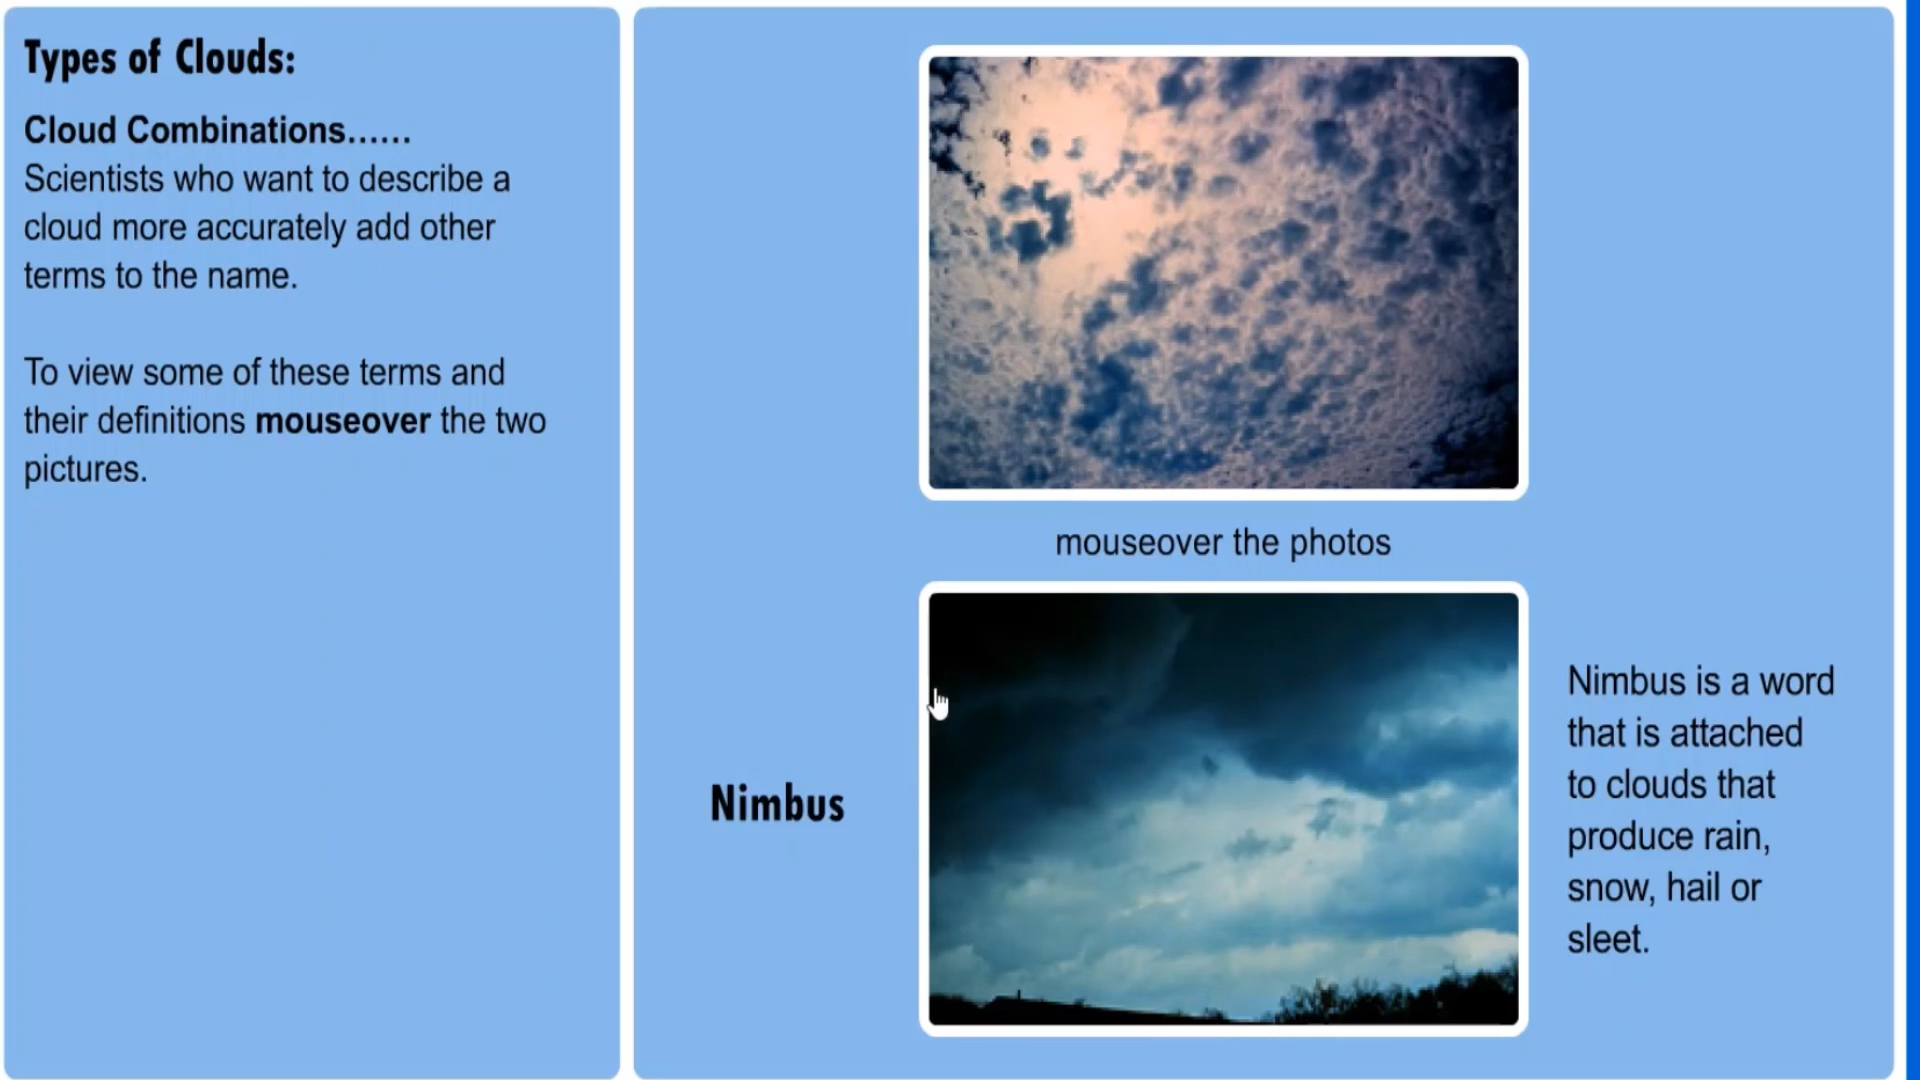 Types of Clouds:
Cloud Combinations......
Scientists who want to describe a
cloud more accurately add other
terms to the name.
To view some of these terms and
their definitions mouseover the two
pictures.
mouseover the photos
Nimbus
Nimbus is a word
that is attached
to clouds that
produce rain,
snow, hail or
sleet.